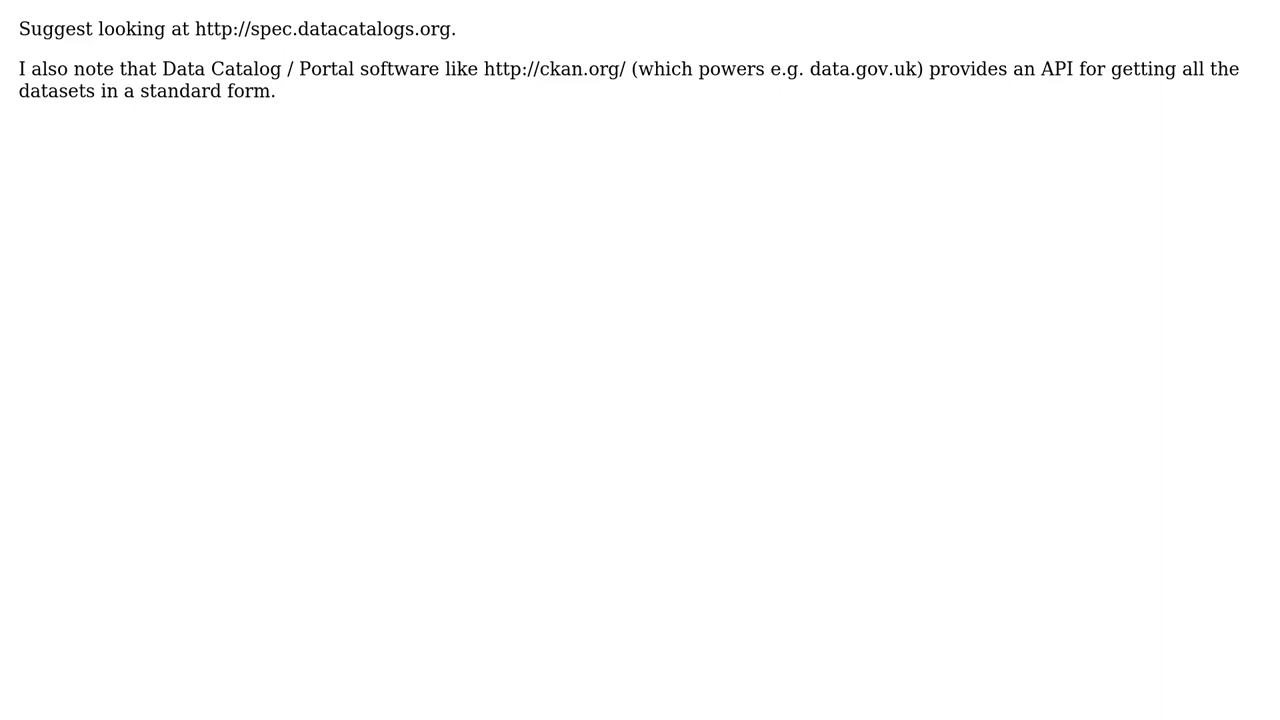 Suggest looking at http://spec.datacatalogs.org.
I also note that Data Catalog / Portal software like http://ckan.org/ (which powers e.g. data.gov.uk) provides an API for getting all the
datasets in a standard form.